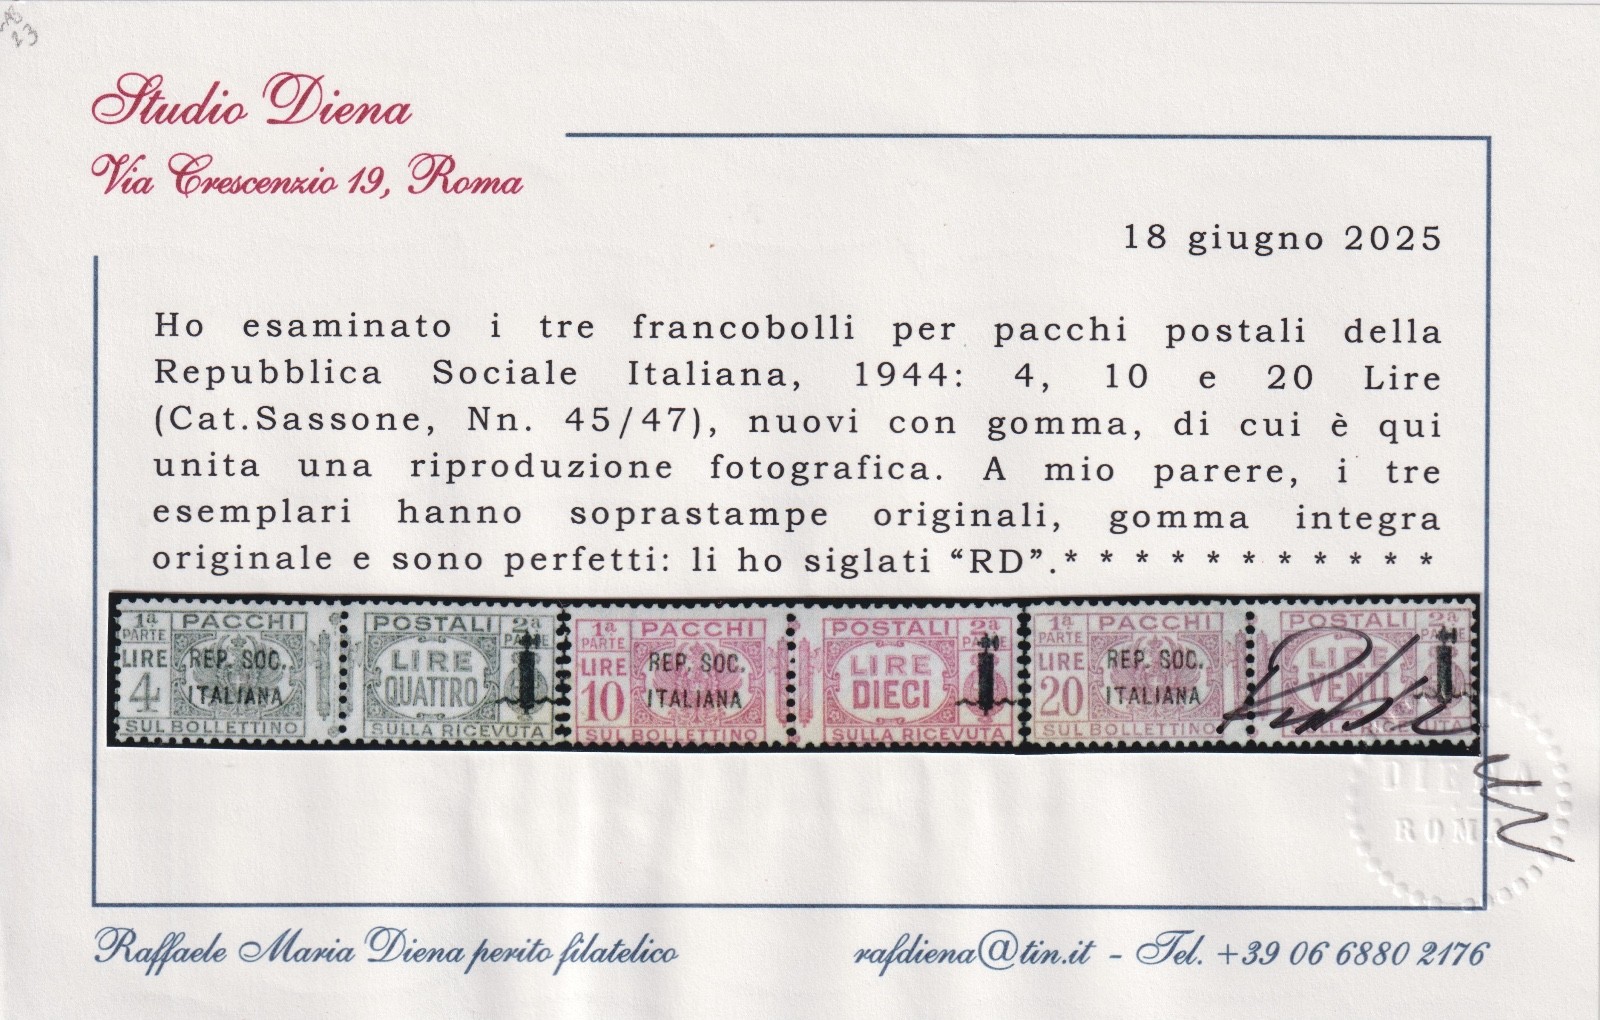 23
Studio Diena
Via Crescenzio 19, Roma
18 giugno 2025
Ho esaminato i tre francobolli per pacchi postali della
Repubblica Sociale Italiana, 1944: 4, 10 e 20 Lire
(Cat.Sassone, Nn. 45/47), nuovi con gomma, di cui è qui
unita una riproduzione fotografica. A mio parere, i tre
esemplari hanno soprastampe originali, gomma integra
originale e sono perfetti: li ho siglati “RD”.* * * * * * * * * * *
1ª PARTE PACCHI POSTALI 2ª PARTE
LIRE 4 REP. SOC. ITALIANA LIRE QUATTRO
SUL BOLLETTINO SULLA RICEVUTA
1ª PARTE PACCHI POSTALI 2ª PARTE
LIRE 10 REP. SOC. ITALIANA LIRE DIECI
SUL BOLLETTINO SULLA RICEVUTA
1ª PARTE PACCHI POSTALI 2ª PARTE
LIRE 20 REP. SOC. ITALIANA LIRE VENTI
SUL BOLLETTINO SULLA RICEVUTA
DIENA
ROMA
Raffaele Maria Diena perito filatelico
rafdiena@tin.it - Tel. +39 06 6880 2176